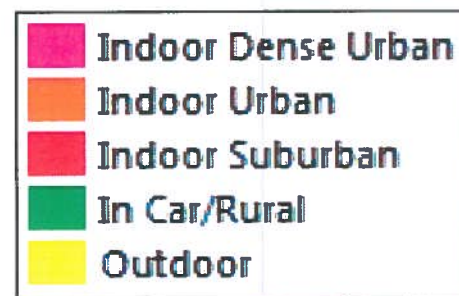 Indoor Dense Urban
Indoor Urban
Indoor Suburban
In Car/Rural
Outdoor